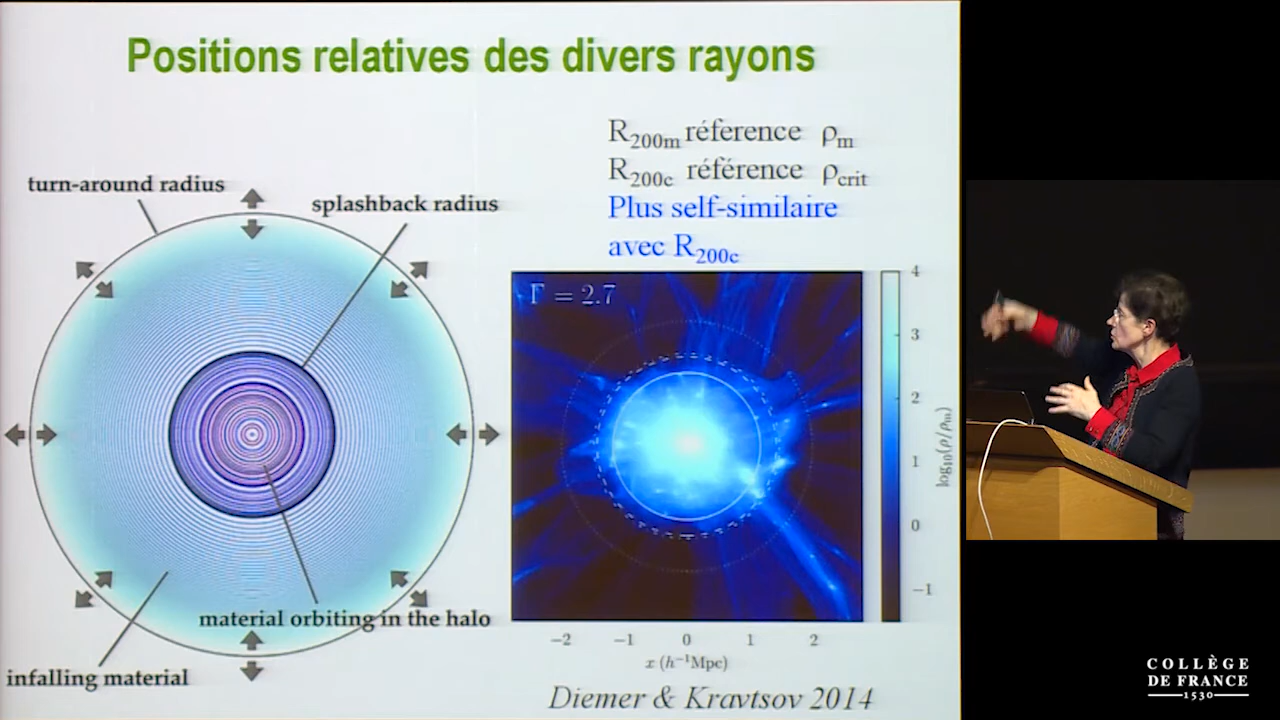 Positions relatives des divers rayons
R200m réference ρm
R200c référence ρcrit
Plus self-similaire
avec R200c
turn-around radius
splashback radius
material orbiting in the halo
infalling material
Γ = 2.7
4
3
2
1
0
−1
log10(ρ/ρm)
−2 −1 0 1 2
x (h−1Mpc)
Diemer & Kravtsov 2014
COLLÈGE
DE FRANCE
1530